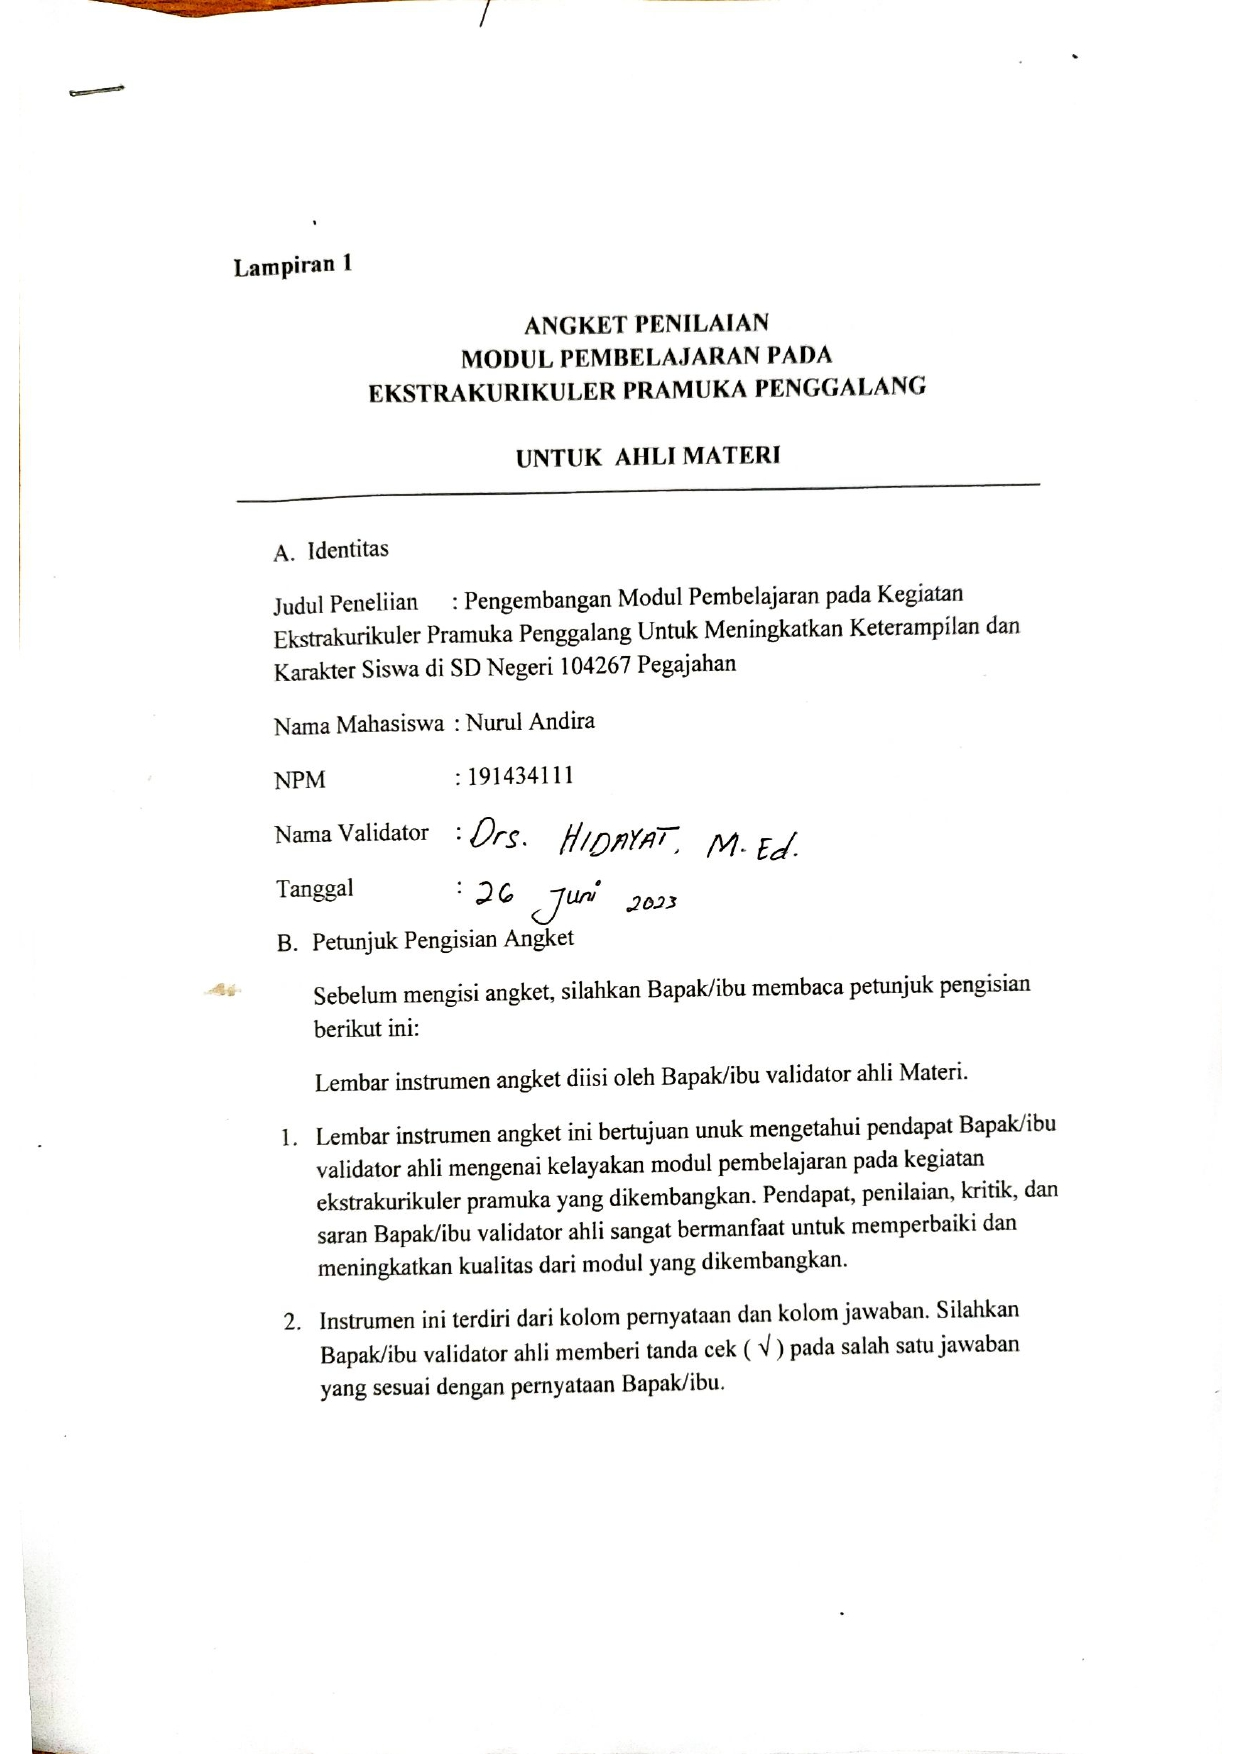 Lampiran 1
ANGKET PENILAIAN
MODUL PEMBELAJARAN PADA
EKSTRAKURIKULER PRAMUKA PENGGALANG
UNTUK AHLI MATERI
A. Identitas
Judul Peneliian : Pengembangan Modul Pembelajaran pada Kegiatan
Ekstrakurikuler Pramuka Penggalang Untuk Meningkatkan Keterampilan dan
Karakter Siswa di SD Negeri 104267 Pegajahan
Nama Mahasiswa : Nurul Andira
NPM : 191434111
Nama Validator : Drs. HIDAYAT, M.Ed.
Tanggal : 26 Juni 2023
B. Petunjuk Pengisian Angket
Sebelum mengisi angket, silahkan Bapak/ibu membaca petunjuk pengisian
berikut ini:
Lembar instrumen angket diisi oleh Bapak/ibu validator ahli Materi.
1. Lembar instrumen angket ini bertujuan unuk mengetahui pendapat Bapak/ibu
validator ahli mengenai kelayakan modul pembelajaran pada kegiatan
ekstrakurikuler pramuka yang dikembangkan. Pendapat, penilaian, kritik, dan
saran Bapak/ibu validator ahli sangat bermanfaat untuk memperbaiki dan
meningkatkan kualitas dari modul yang dikembangkan.
2. Instrumen ini terdiri dari kolom pernyataan dan kolom jawaban. Silahkan
Bapak/ibu validator ahli memberi tanda cek ( √ ) pada salah satu jawaban
yang sesuai dengan pernyataan Bapak/ibu.